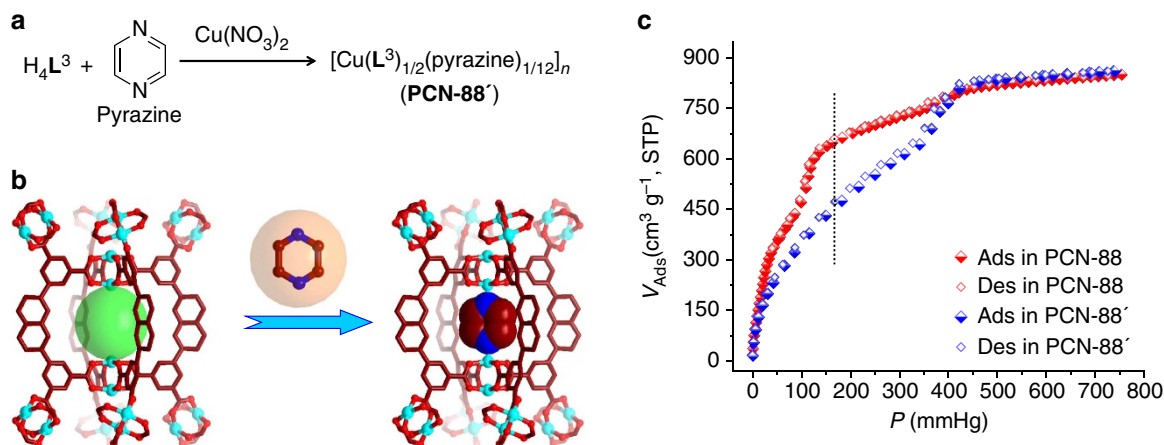 a
H₄L³ +
N
N
Pyrazine
Cu(NO₃)₂
[Cu(L³)₁/₂(pyrazine)₁/₁₂]ₙ
(PCN-88´)
b
c
V_Ads(cm³ g⁻¹, STP)
900
750
600
450
300
150
0
Ads in PCN-88
Des in PCN-88
Ads in PCN-88´
Des in PCN-88´
0 100 200 300 400 500 600 700 800
P (mmHg)